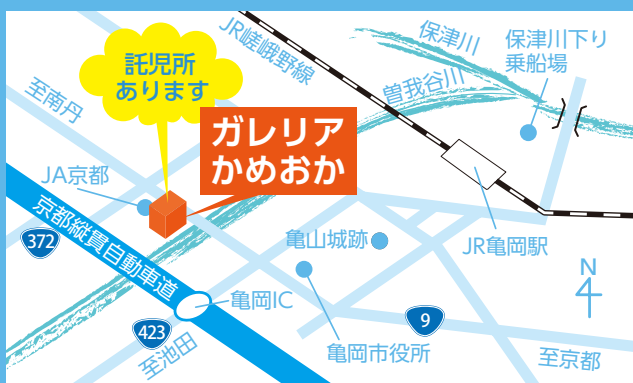 託児所
あります
ガレリア
かめおか
JR嵯峨野線
保津川
曽我谷川
保津川下り
乗船場
至南丹
JA京都
京都縦貫自動車道
372
亀山城跡
JR亀岡駅
N
亀岡IC
423
至池田
9
亀岡市役所
至京都